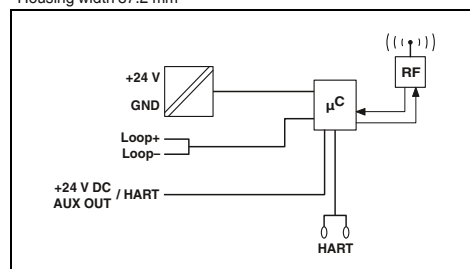 Housing width 37.2 mm
RF
+24 V
GND
µC
Loop+
Loop–
+24 V DC
AUX OUT / HART
HART